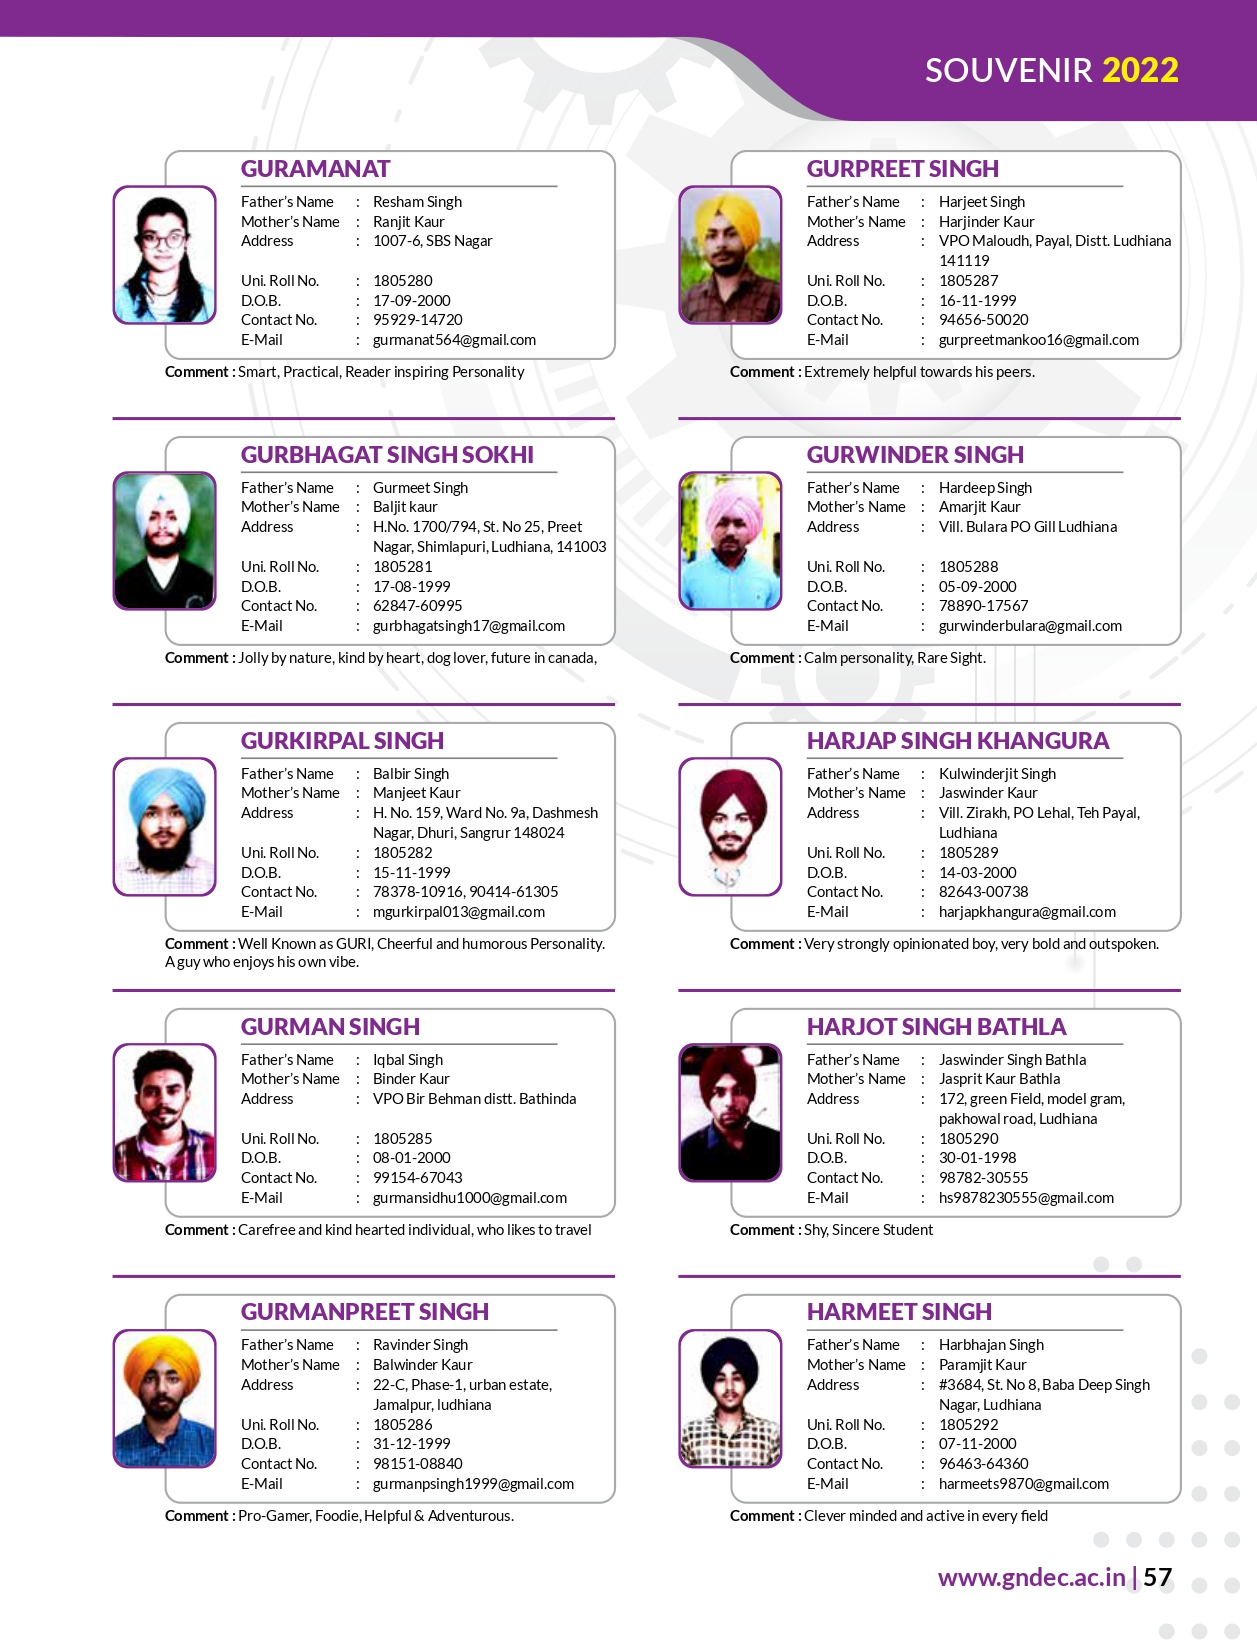 SOUVENIR 2022
GURAMANAT
Father's Name : Resham Singh
Mother's Name : Ranjit Kaur
Address : 1007-6, SBS Nagar
Uni. Roll No. : 1805280
D.O.B. : 17-09-2000
Contact No. : 95929-14720
E-Mail : gurmanat564@gmail.com
Comment : Smart, Practical, Reader inspiring Personality
GURBHAGAT SINGH SOKHI
Father's Name : Gurmeet Singh
Mother's Name : Baljit kaur
Address : H.No. 1700/794, St. No 25, Preet
Nagar, Shimlapuri, Ludhiana, 141003
Uni. Roll No. : 1805281
D.O.B. : 17-08-1999
Contact No. : 62847-60995
E-Mail : gurbhagatsingh17@gmail.com
Comment : Jolly by nature, kind by heart, dog lover, future in canada,
GURKIRPAL SINGH
Father's Name : Balbir Singh
Mother's Name : Manjeet Kaur
Address : H. No. 159, Ward No. 9a, Dashmesh
Nagar, Dhuri, Sangrur 148024
Uni. Roll No. : 1805282
D.O.B. : 15-11-1999
Contact No. : 78378-10916, 90414-61305
E-Mail : mgurkirpal013@gmail.com
Comment : Well Known as GURI, Cheerful and humorous Personality.
A guy who enjoys his own vibe.
GURMAN SINGH
Father's Name : Iqbal Singh
Mother's Name : Binder Kaur
Address : VPO Bir Behman distt. Bathinda
Uni. Roll No. : 1805285
D.O.B. : 08-01-2000
Contact No. : 99154-67043
E-Mail : gurmansidhu1000@gmail.com
Comment : Carefree and kind hearted individual, who likes to travel
GURMANPREET SINGH
Father's Name : Ravinder Singh
Mother's Name : Balwinder Kaur
Address : 22-C, Phase-1, urban estate,
Jamalpur, ludhiana
Uni. Roll No. : 1805286
D.O.B. : 31-12-1999
Contact No. : 98151-08840
E-Mail : gurmanpsingh1999@gmail.com
Comment : Pro-Gamer, Foodie, Helpful & Adventurous.
GURPREET SINGH
Father's Name : Harjeet Singh
Mother's Name : Harjinder Kaur
Address : VPO Maloudh, Payal, Distt. Ludhiana
141119
Uni. Roll No. : 1805287
D.O.B. : 16-11-1999
Contact No. : 94656-50020
E-Mail : gurpreetmankoo16@gmail.com
Comment : Extremely helpful towards his peers.
GURWINDER SINGH
Father's Name : Hardeep Singh
Mother's Name : Amarjit Kaur
Address : Vill. Bulara PO Gill Ludhiana
Uni. Roll No. : 1805288
D.O.B. : 05-09-2000
Contact No. : 78890-17567
E-Mail : gurwinderbulara@gmail.com
Comment : Calm personality, Rare Sight.
HARJAP SINGH KHANGURA
Father's Name : Kulwinderjit Singh
Mother's Name : Jaswinder Kaur
Address : Vill. Zirakh, PO Lehal, Teh Payal,
Ludhiana
Uni. Roll No. : 1805289
D.O.B. : 14-03-2000
Contact No. : 82643-00738
E-Mail : harjapkhangura@gmail.com
Comment : Very strongly opinionated boy, very bold and outspoken.
HARJOT SINGH BATHLA
Father's Name : Jaswinder Singh Bathla
Mother's Name : Jasprit Kaur Bathla
Address : 172, green Field, model gram,
pakhowal road, Ludhiana
Uni. Roll No. : 1805290
D.O.B. : 30-01-1998
Contact No. : 98782-30555
E-Mail : hs9878230555@gmail.com
Comment : Shy, Sincere Student
HARMEET SINGH
Father's Name : Harbhajan Singh
Mother's Name : Paramjit Kaur
Address : #3684, St. No 8, Baba Deep Singh
Nagar, Ludhiana
Uni. Roll No. : 1805292
D.O.B. : 07-11-2000
Contact No. : 96463-64360
E-Mail : harmeets9870@gmail.com
Comment : Clever minded and active in every field
www.gndec.ac.in | 57